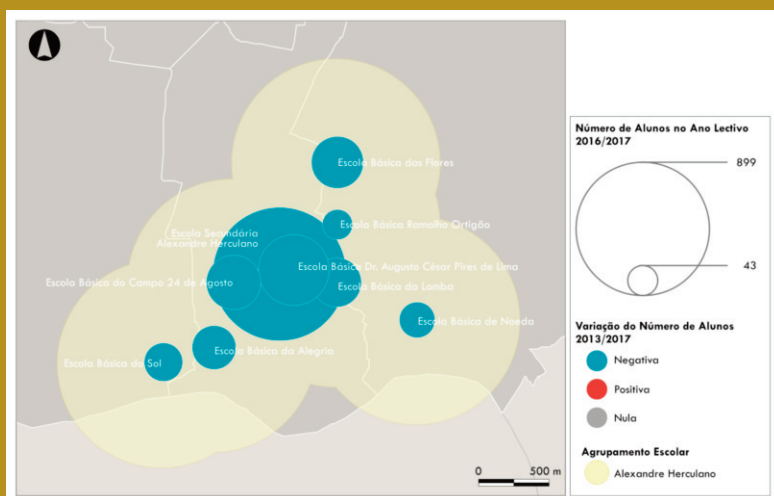 Escola Básica das Flores
Escola Básica Ramalho Ortigão
Escola Secundária
Alexandre Herculano
Escola Básica Dr. Augusto César Pires de Lima
Escola Básica do Campo 24 de Agosto
Escola Básica da Lomba
Escola Básica de Noeda
Escola Básica da Alegria
Escola Básica do Sol
0 500 m
Número de Alunos no Ano Lectivo
2016/2017
899
43
Variação do Número de Alunos
2013/2017
Negativa
Positiva
Nula
Agrupamento Escolar
Alexandre Herculano